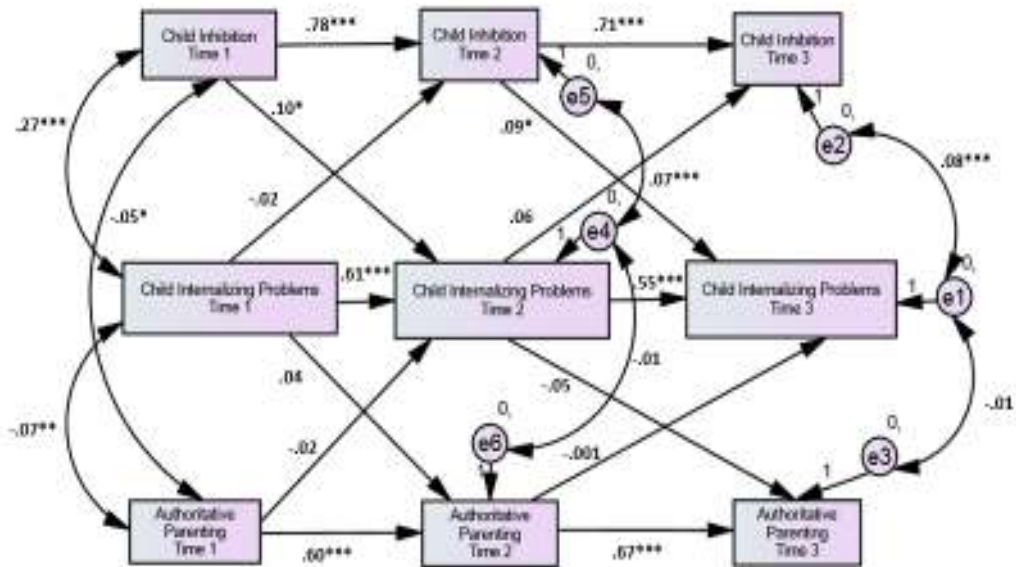 Child Inhibition
Time 1
.78***
Child Inhibition
Time 2
.71***
Child Inhibition
Time 3
1
0,
e5
1
0,
e2
.27***
.10*
.09*
.08***
-.02
.07***
-.05*
0,
.06
e4
1
Child Internalizing Problems
Time 1
.61***
Child Internalizing Problems
Time 2
.55***
Child Internalizing Problems
Time 3
1
0,
e1
.04
-.05
-.01
-.01
-.07**
-.02
0,
e6
-.001
0,
e3
1
Authoritative
Parenting
Time 1
.60***
Authoritative
Parenting
Time 2
.67***
Authoritative
Parenting
Time 3